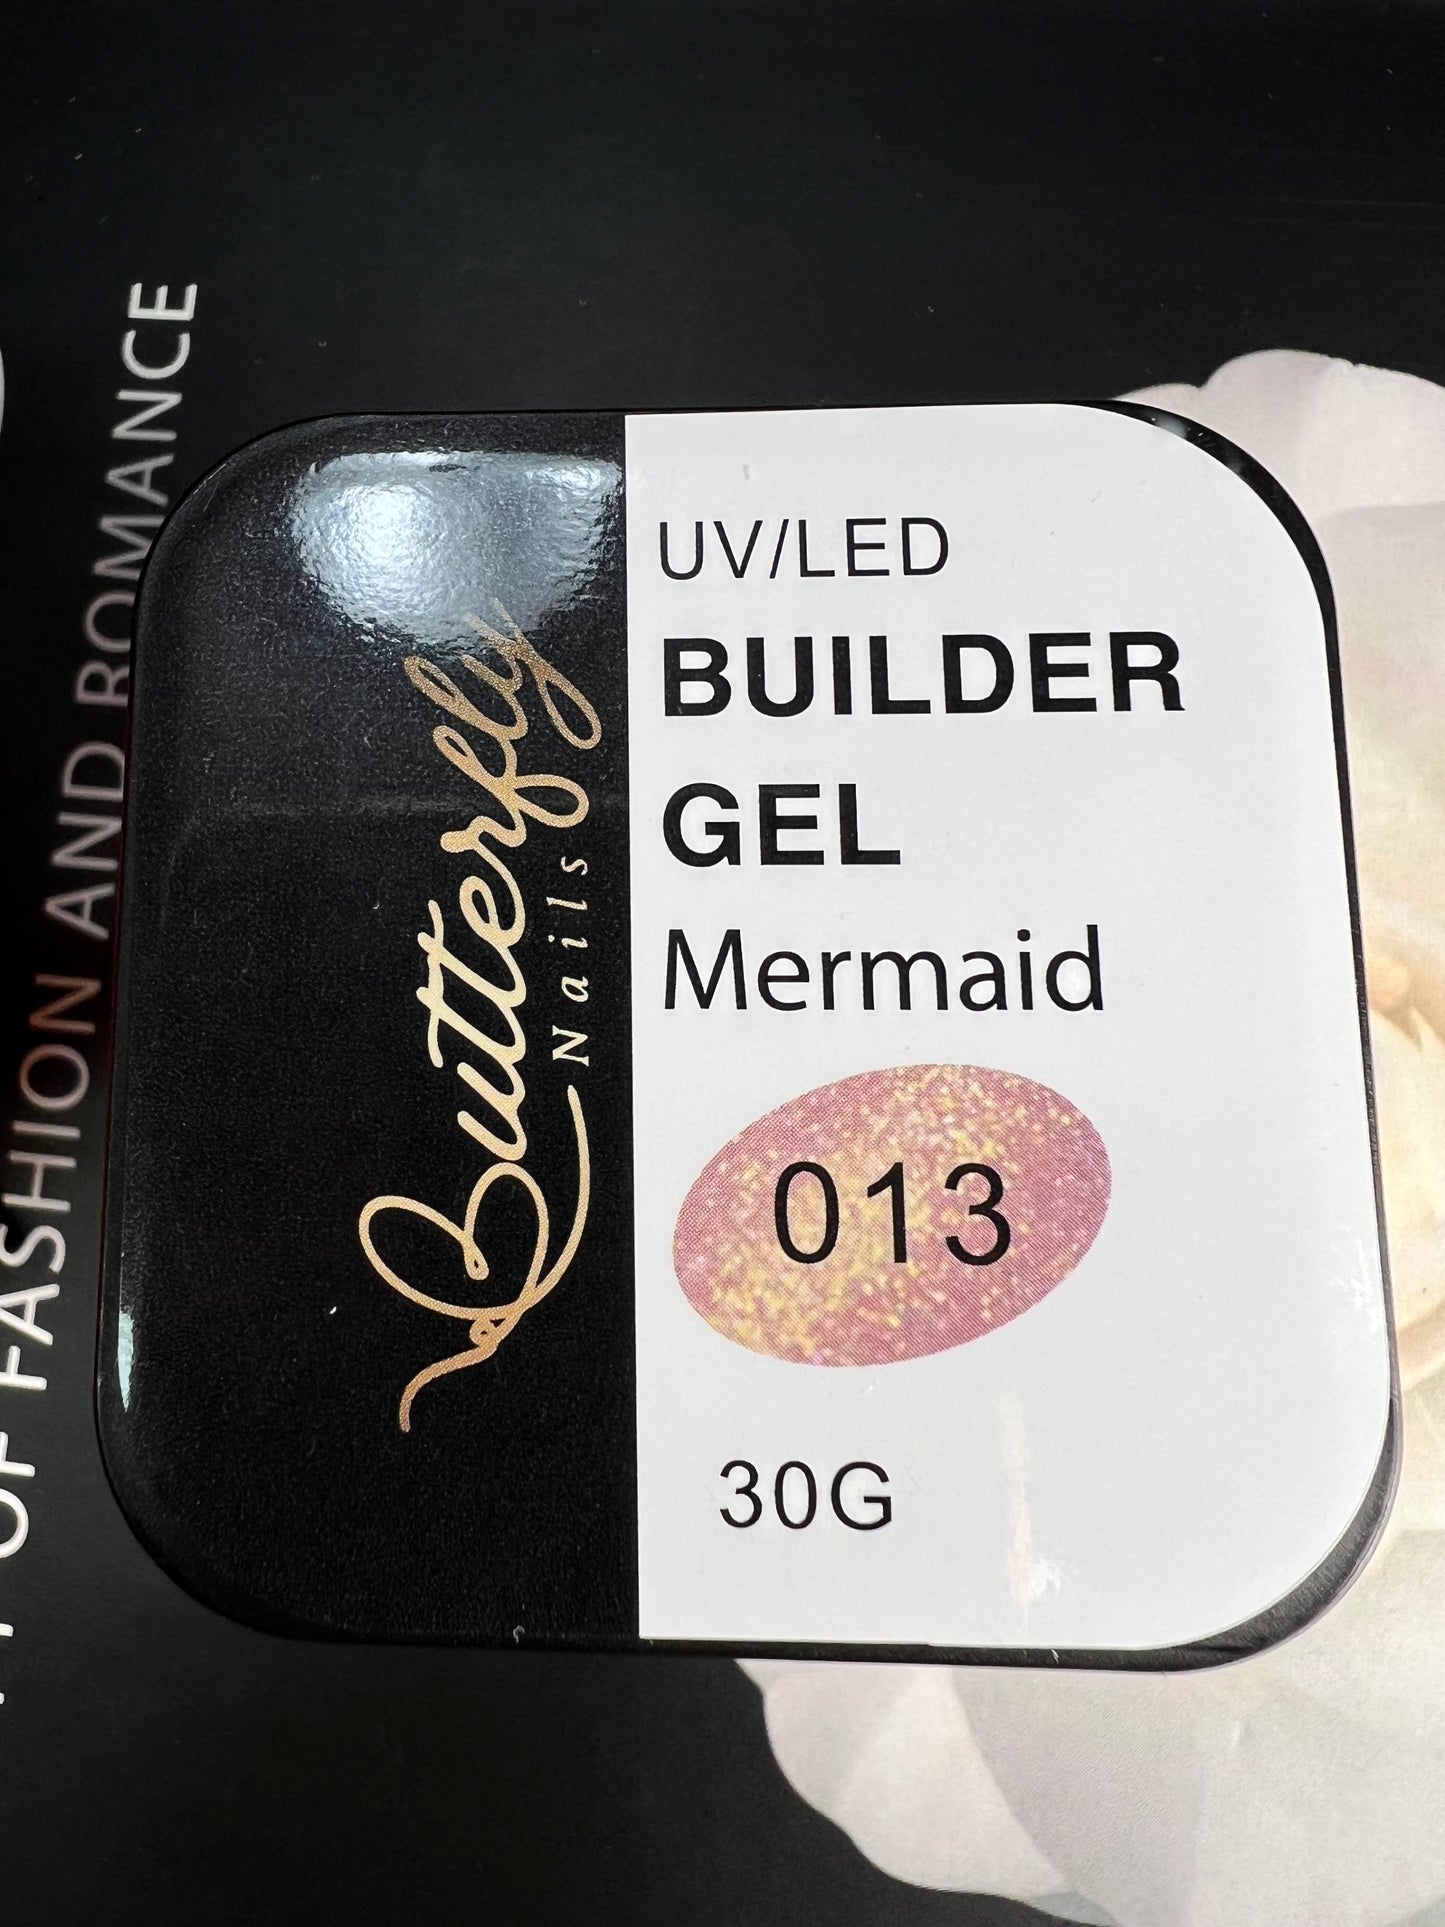 OF FASHION AND ROMANCE
Butterfly
Nails
UV/LED
BUILDER
GEL
Mermaid
013
30G